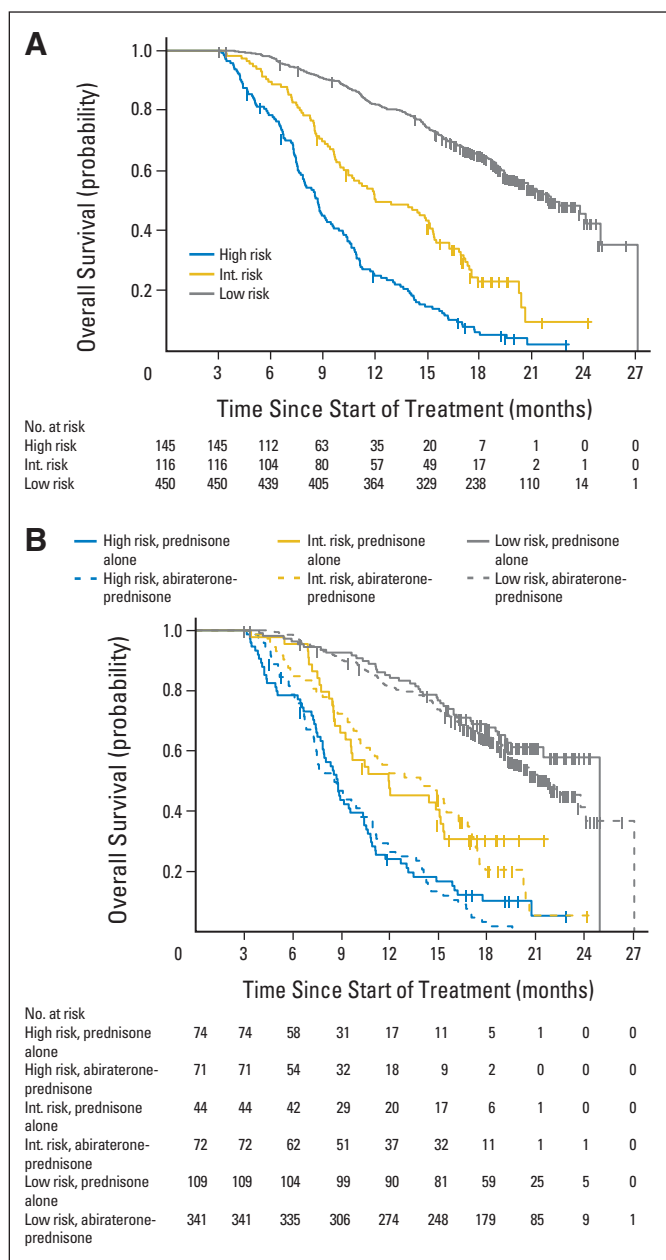 A
Overall Survival (probability)
1.0
0.8
0.6
0.4
0.2
High risk
Int. risk
Low risk
0 3 6 9 12 15 18 21 24 27
Time Since Start of Treatment (months)
No. at risk
High risk 145 145 112 63 35 20 7 1 0 0
Int. risk 116 116 104 80 57 49 17 2 1 0
Low risk 450 450 439 405 364 329 238 110 14 1
B
High risk, prednisone alone
Int. risk, prednisone alone
Low risk, prednisone alone
High risk, abiraterone-prednisone
Int. risk, abiraterone-prednisone
Low risk, abiraterone-prednisone
Overall Survival (probability)
1.0
0.8
0.6
0.4
0.2
0 3 6 9 12 15 18 21 24 27
Time Since Start of Treatment (months)
No. at risk
High risk, prednisone 74 74 58 31 17 11 5 1 0 0
alone
High risk, abiraterone- 71 71 54 32 18 9 2 0 0 0
prednisone
Int. risk, prednisone 44 44 42 29 20 17 6 1 0 0
alone
Int. risk, abiraterone- 72 72 62 51 37 32 11 1 1 0
prednisone
Low risk, prednisone 109 109 104 99 90 81 59 25 5 0
alone
Low risk, abiraterone- 341 341 335 306 274 248 179 85 9 1
prednisone